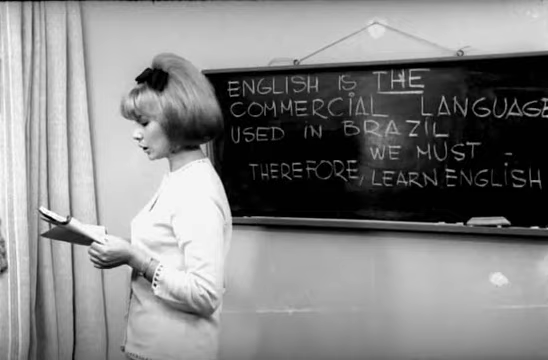 ENGLISH IS THE
COMMERCIAL LANGUAGE
USED IN BRAZIL
WE MUST -
THEREFORE, LEARN ENGLISH